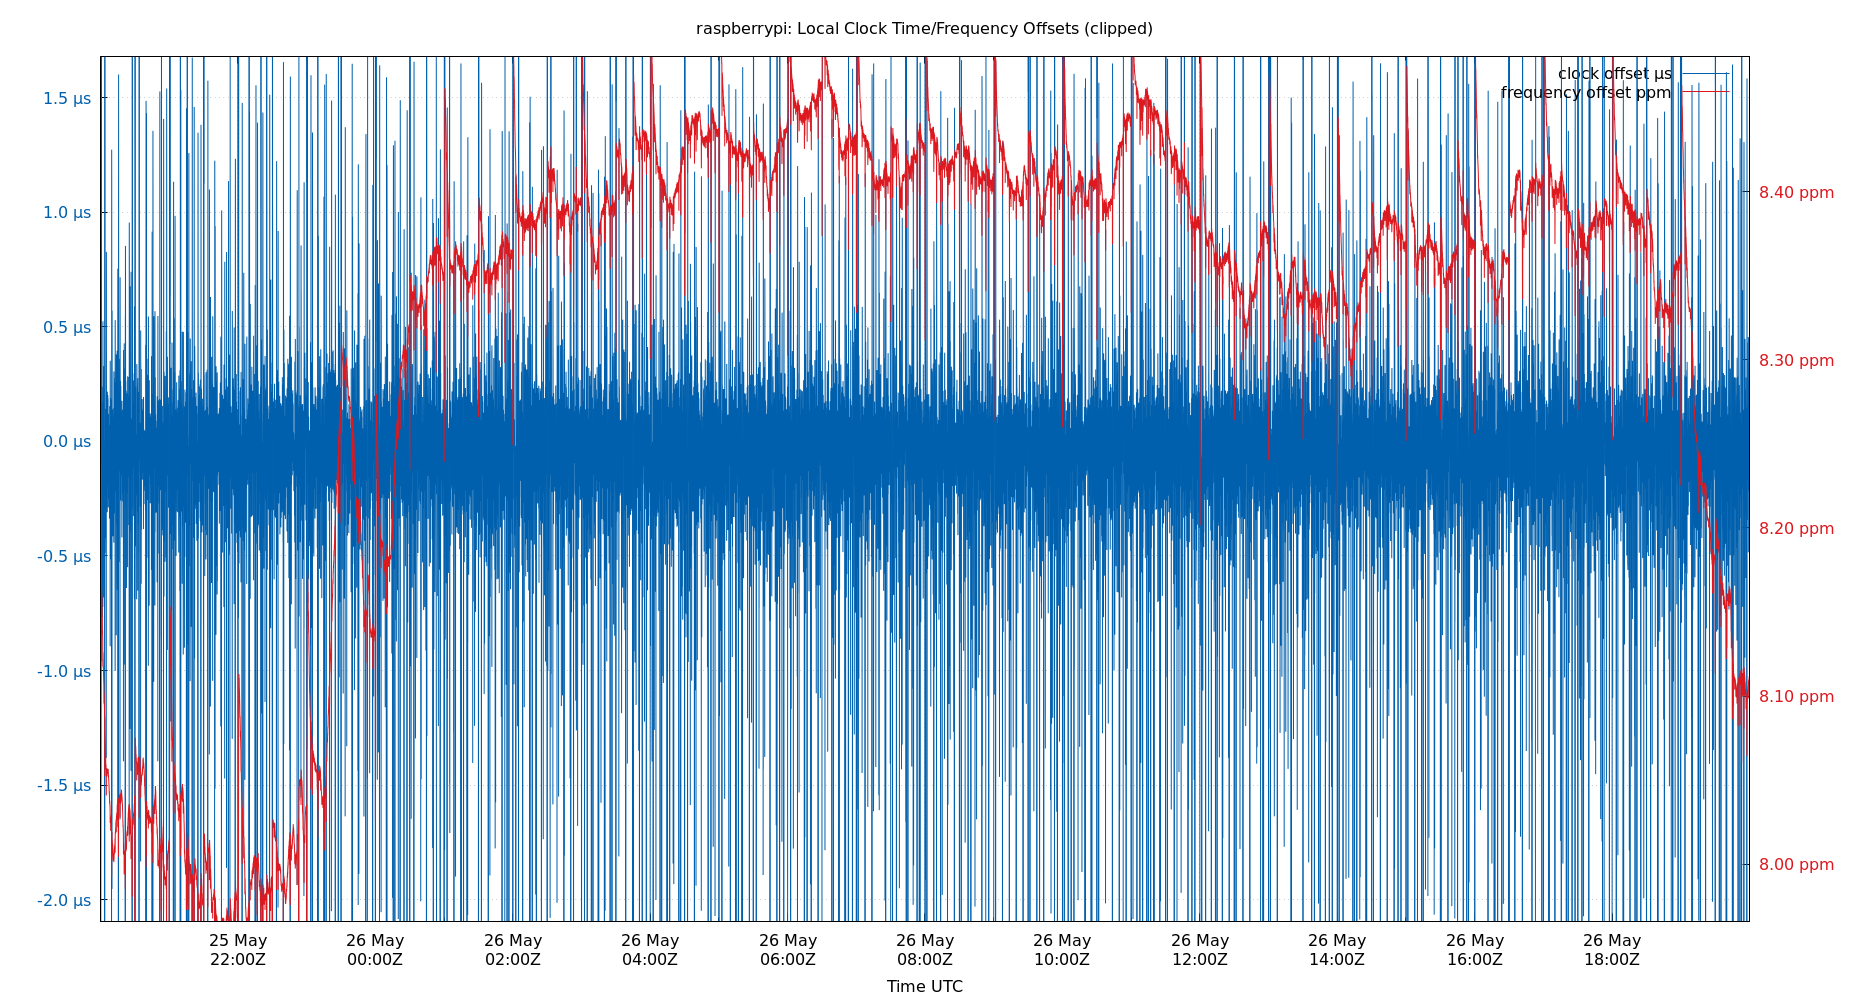 raspberrypi: Local Clock Time/Frequency Offsets (clipped)
clock offset µs
frequency offset ppm
1.5 µs
1.0 µs
0.5 µs
0.0 µs
-0.5 µs
-1.0 µs
-1.5 µs
-2.0 µs
8.40 ppm
8.30 ppm
8.20 ppm
8.10 ppm
8.00 ppm
25 May 26 May 26 May 26 May 26 May 26 May 26 May 26 May 26 May 26 May 26 May
22:00Z 00:00Z 02:00Z 04:00Z 06:00Z 08:00Z 10:00Z 12:00Z 14:00Z 16:00Z 18:00Z
Time UTC